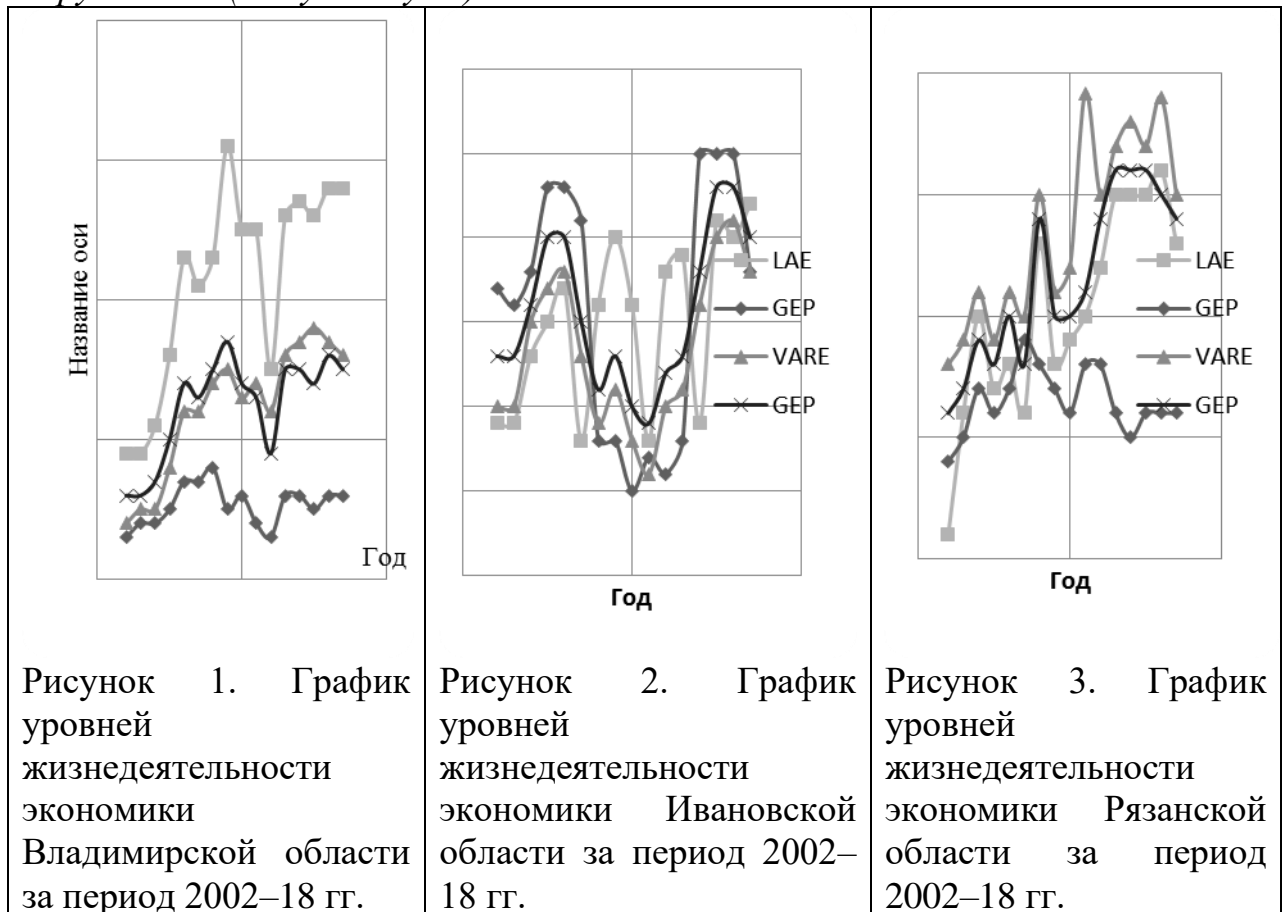 Название оси
Год
LAE
GEP
VARE
GEP
Год
LAE
GEP
VARE
GEP
Год
Рисунок 1. График
уровней
жизнедеятельности
экономики
Владимирской области
за период 2002–18 гг.
Рисунок 2. График
уровней
жизнедеятельности
экономики Ивановской
области за период 2002–
18 гг.
Рисунок 3. График
уровней
жизнедеятельности
экономики Рязанской
области за период
2002–18 гг.